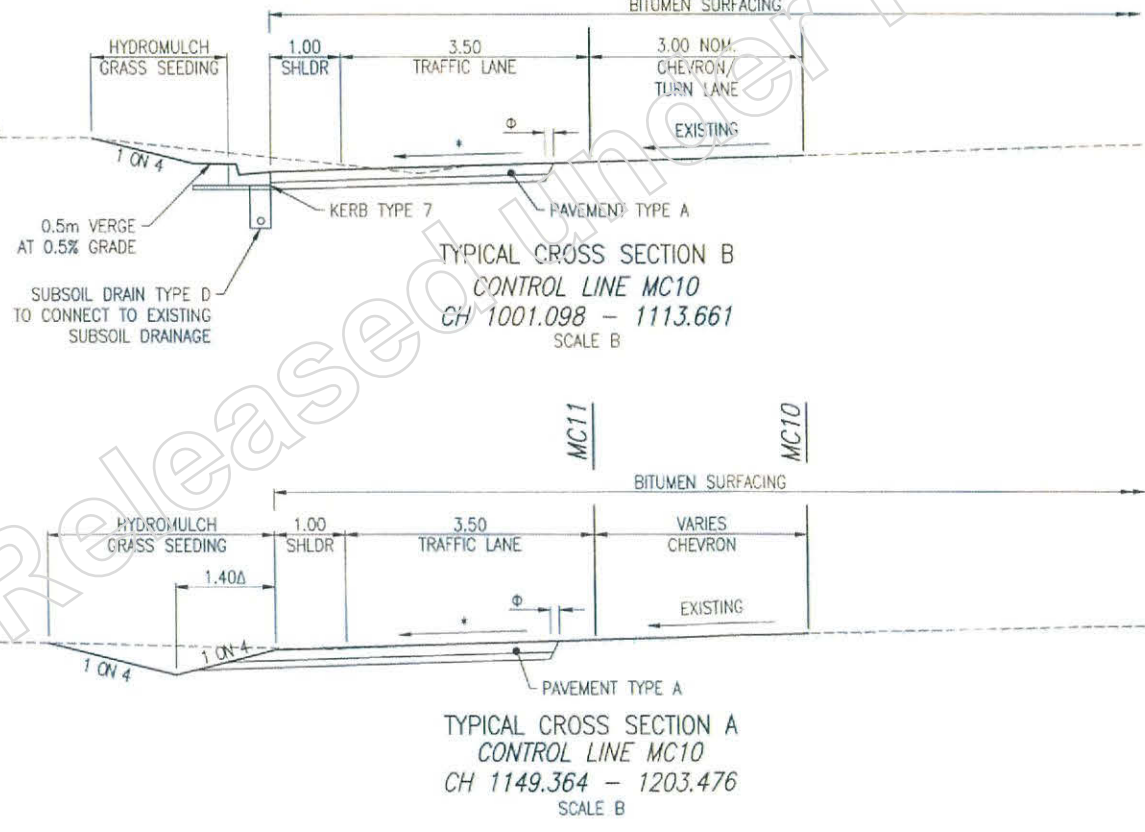 BITUMEN SURFACING
HYDROMULCH
GRASS SEEDING
1.00
SHLDR
3.50
TRAFFIC LANE
3.00 NOM.
CHEVRON/
TURN LANE
Φ
EXISTING
*
1 ON 4
0.5m VERGE
AT 0.5% GRADE
KERB TYPE 7
PAVEMENT TYPE A
SUBSOIL DRAIN TYPE D
TO CONNECT TO EXISTING
SUBSOIL DRAINAGE
TYPICAL CROSS SECTION B
CONTROL LINE MC10
CH 1001.098 - 1113.661
SCALE B
Released under
MC11
MC10
BITUMEN SURFACING
HYDROMULCH
GRASS SEEDING
1.00
SHLDR
3.50
TRAFFIC LANE
VARIES
CHEVRON
1.40Δ
Φ
EXISTING
*
1 ON 4
1 ON 4
PAVEMENT TYPE A
TYPICAL CROSS SECTION A
CONTROL LINE MC10
CH 1149.364 - 1203.476
SCALE B